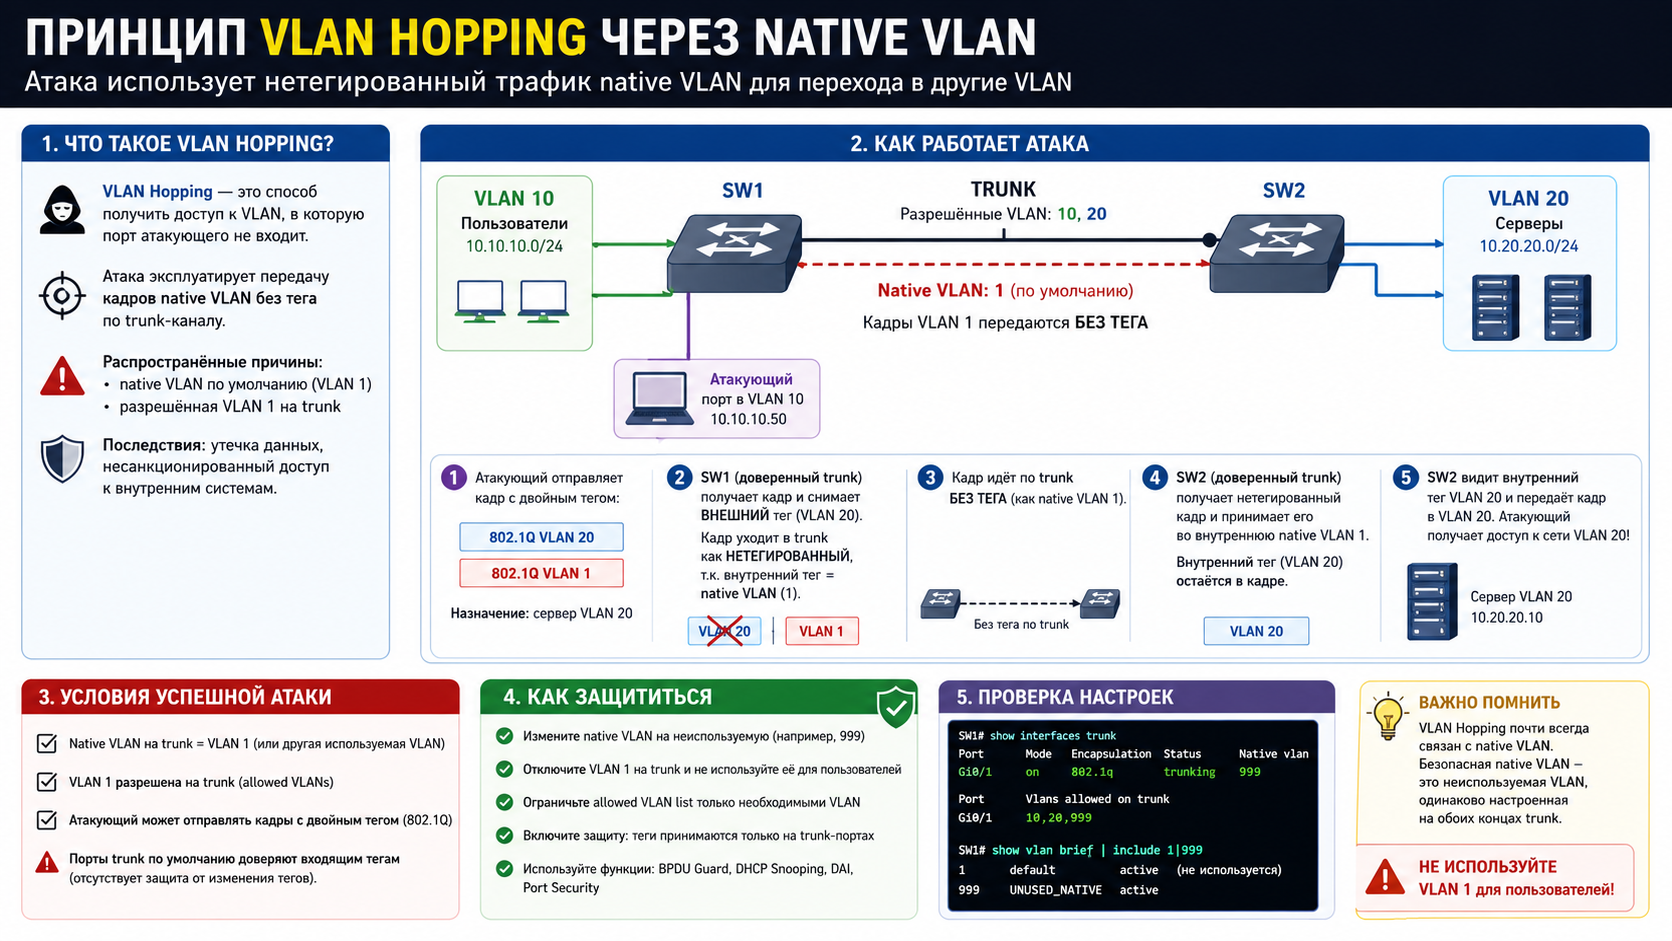 ПРИНЦИП VLAN HOPPING ЧЕРЕЗ NATIVE VLAN
Атака использует нетегированный трафик native VLAN для перехода в другие VLAN
1. ЧТО ТАКОЕ VLAN HOPPING?
VLAN Hopping — это способ
получить доступ к VLAN, в которую
порт атакующего не входит.
Атака эксплуатирует передачу
кадров native VLAN без тега
по trunk-каналу.
Распространённые причины:
• native VLAN по умолчанию (VLAN 1)
• разрешённая VLAN 1 на trunk
Последствия: утечка данных,
несанкционированный доступ
к внутренним системам.
2. КАК РАБОТАЕТ АТАКА
VLAN 10
Пользователи
10.10.10.0/24
SW1
TRUNK
Разрешённые VLAN: 10, 20
Native VLAN: 1 (по умолчанию)
Кадры VLAN 1 передаются БЕЗ ТЕГА
SW2
VLAN 20
Серверы
10.20.20.0/24
Атакующий
порт в VLAN 10
10.10.10.50
1 Атакующий отправляет
кадр с двойным тегом:
802.1Q VLAN 20
802.1Q VLAN 1
Назначение: сервер VLAN 20
2 SW1 (доверенный trunk)
получает кадр и снимает
ВНЕШНИЙ тег (VLAN 20).
Кадр уходит в trunk
как НЕТЕГИРОВАННЫЙ,
т.к. внутренний тег =
native VLAN (1).
VLAN 20 | VLAN 1
3 Кадр идёт по trunk
БЕЗ ТЕГА (как native VLAN 1).
Без тега по trunk
4 SW2 (доверенный trunk)
получает нетегированный
кадр и принимает его
во внутреннюю native VLAN 1.
Внутренний тег (VLAN 20)
остаётся в кадре.
VLAN 20
5 SW2 видит внутренний
тег VLAN 20 и передаёт кадр
в VLAN 20. Атакующий
получает доступ к сети VLAN 20!
Сервер VLAN 20
10.20.20.10
3. УСЛОВИЯ УСПЕШНОЙ АТАКИ
Native VLAN на trunk = VLAN 1 (или другая используемая VLAN)
VLAN 1 разрешена на trunk (allowed VLANs)
Атакующий может отправлять кадры с двойным тегом (802.1Q)
Порты trunk по умолчанию доверяют входящим тегам
(отсутствует защита от изменения тегов).
4. КАК ЗАЩИТИТЬСЯ
Измените native VLAN на неиспользуемую (например, 999)
Отключите VLAN 1 на trunk и не используйте её для пользователей
Ограничьте allowed VLAN list только необходимыми VLAN
Включите защиту: теги принимаются только на trunk-портах
Используйте функции: BPDU Guard, DHCP Snooping, DAI,
Port Security
5. ПРОВЕРКА НАСТРОЕК
SW1# show interfaces trunk
Port Mode Encapsulation Status Native vlan
Gi0/1 on 802.1q trunking 999
Port Vlans allowed on trunk
Gi0/1 10,20,999
SW1# show vlan brief | include 1|999
1 default active (не используется)
999 UNUSED_NATIVE active
ВАЖНО ПОМНИТЬ
VLAN Hopping почти всегда
связан с native VLAN.
Безопасная native VLAN —
это неиспользуемая VLAN,
одинаково настроенная
на обоих концах trunk.
НЕ ИСПОЛЬЗУЙТЕ
VLAN 1 для пользователей!